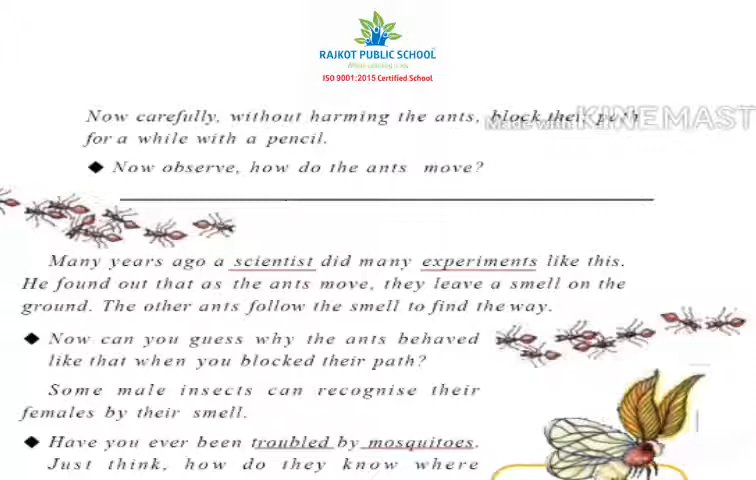 RAJKOT PUBLIC SCHOOL
ISO 9001:2015 Certified School
Now carefully, without harming the ants, block their path
Made with KINEMAST
for a while with a pencil.
◆ Now observe, how do the ants move?
Many years ago a scientist did many experiments like this.
He found out that as the ants move, they leave a smell on the
ground. The other ants follow the smell to find the way.
◆ Now can you guess why the ants behaved
like that when you blocked their path?
Some male insects can recognise their
females by their smell.
◆ Have you ever been troubled by mosquitoes.
Just think, how do they know where